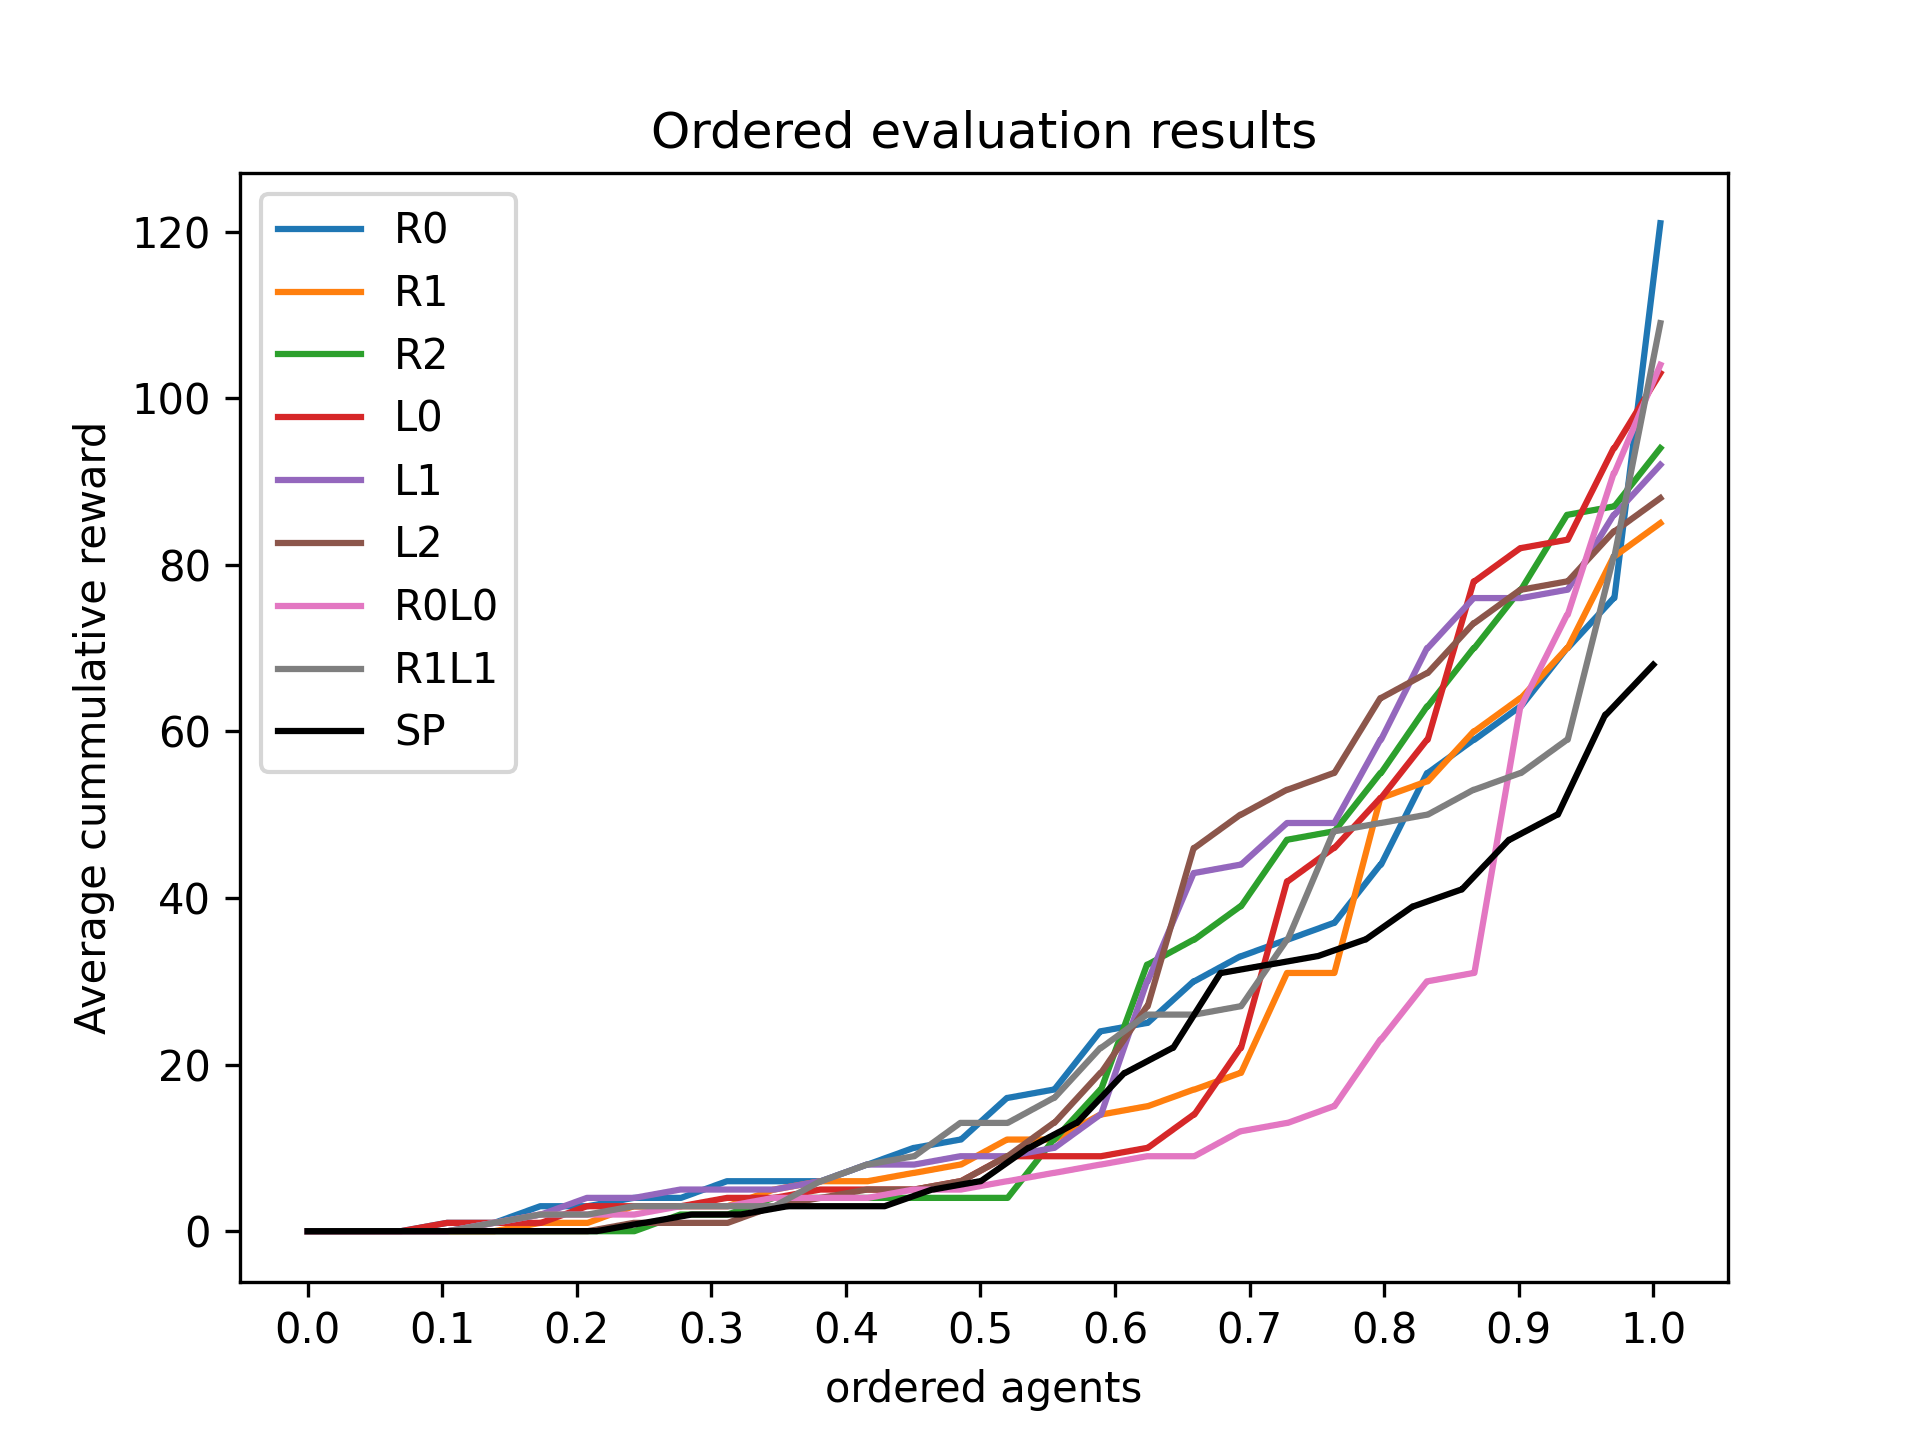 Ordered evaluation results
Average cummulative reward
120
100
80
60
40
20
0
R0
R1
R2
L0
L1
L2
R0L0
R1L1
SP
0.0 0.1 0.2 0.3 0.4 0.5 0.6 0.7 0.8 0.9 1.0
ordered agents